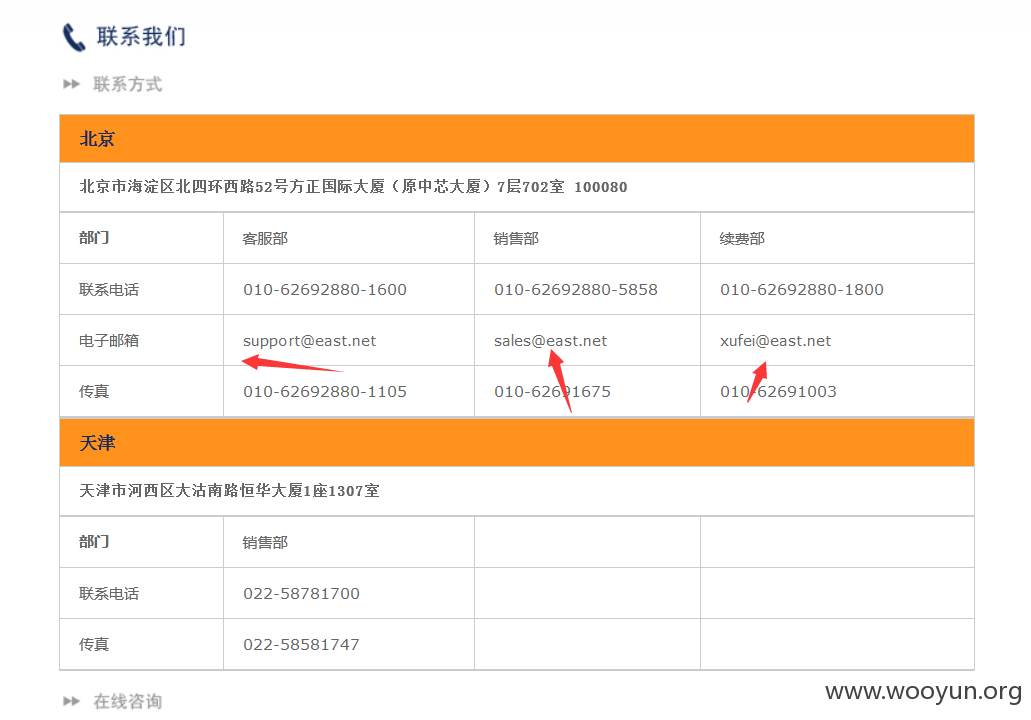 联系我们
联系方式
北京
北京市海淀区北四环西路52号方正国际大厦（原中芯大厦）7层702室 100080
部门 客服部 销售部 续费部
联系电话 010-62692880-1600 010-62692880-5858 010-62692880-1800
电子邮箱 support@east.net sales@east.net xufei@east.net
传真 010-62692880-1105 010-62691675 010-62691003
天津
天津市河西区大沽南路恒华大厦1座1307室
部门 销售部
联系电话 022-58781700
传真 022-58581747
在线咨询
www.wooyun.org